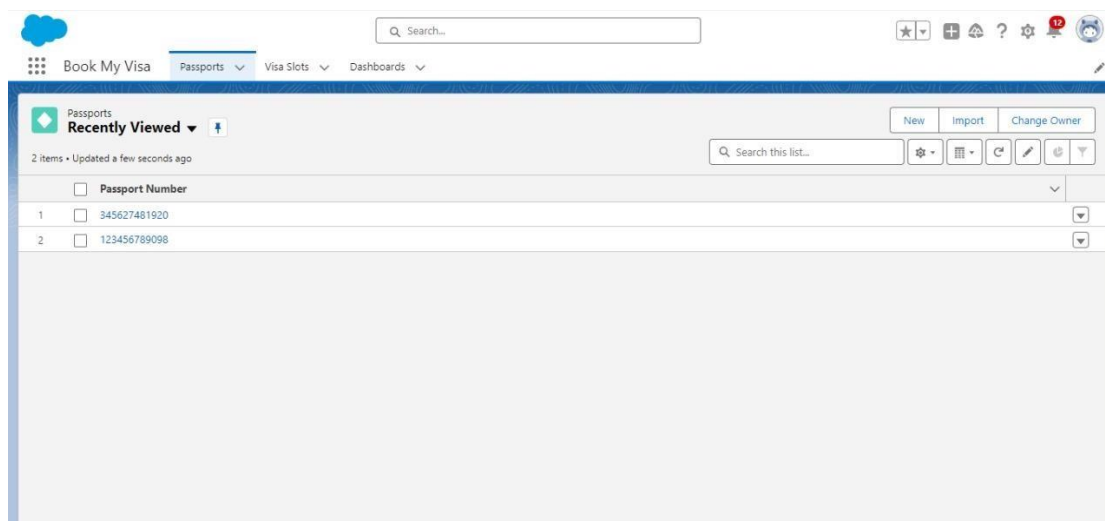 Search...
12
Book My Visa Passports Visa Slots Dashboards
Passports
Recently Viewed
New Import Change Owner
2 items • Updated a few seconds ago
Search this list...
Passport Number
1 345627481920
2 123456789098